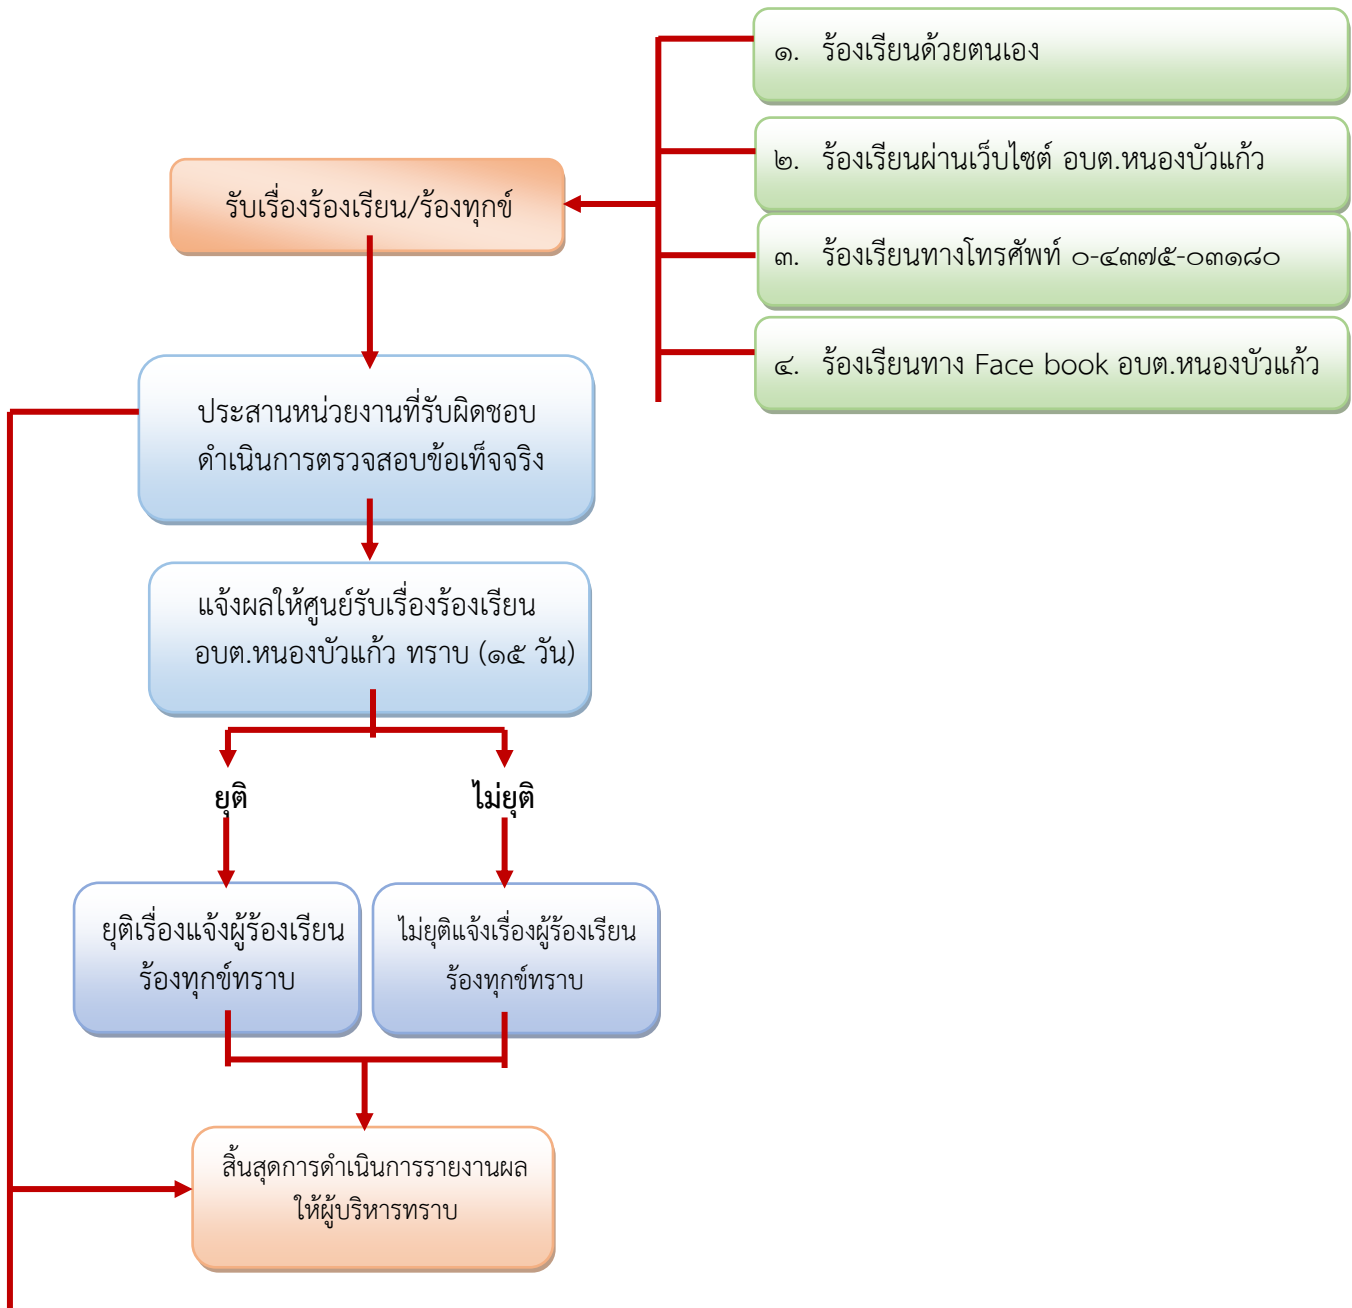 ๑. ร้องเรียนด้วยตนเอง
๒. ร้องเรียนผ่านเว็บไซต์ อบต.หนองบัวแก้ว
รับเรื่องร้องเรียน/ร้องทุกข์
๓. ร้องเรียนทางโทรศัพท์ ๐-๔๓๗๕-๐๓๑๘๐
๔. ร้องเรียนทาง Face book อบต.หนองบัวแก้ว
ประสานหน่วยงานที่รับผิดชอบ
ดำเนินการตรวจสอบข้อเท็จจริง
แจ้งผลให้ศูนย์รับเรื่องร้องเรียน
อบต.หนองบัวแก้ว ทราบ (๑๕ วัน)
ยุติ
ไม่ยุติ
ยุติเรื่องแจ้งผู้ร้องเรียน
ร้องทุกข์ทราบ
ไม่ยุติแจ้งเรื่องผู้ร้องเรียน
ร้องทุกข์ทราบ
สิ้นสุดการดำเนินการรายงานผล
ให้ผู้บริหารทราบ